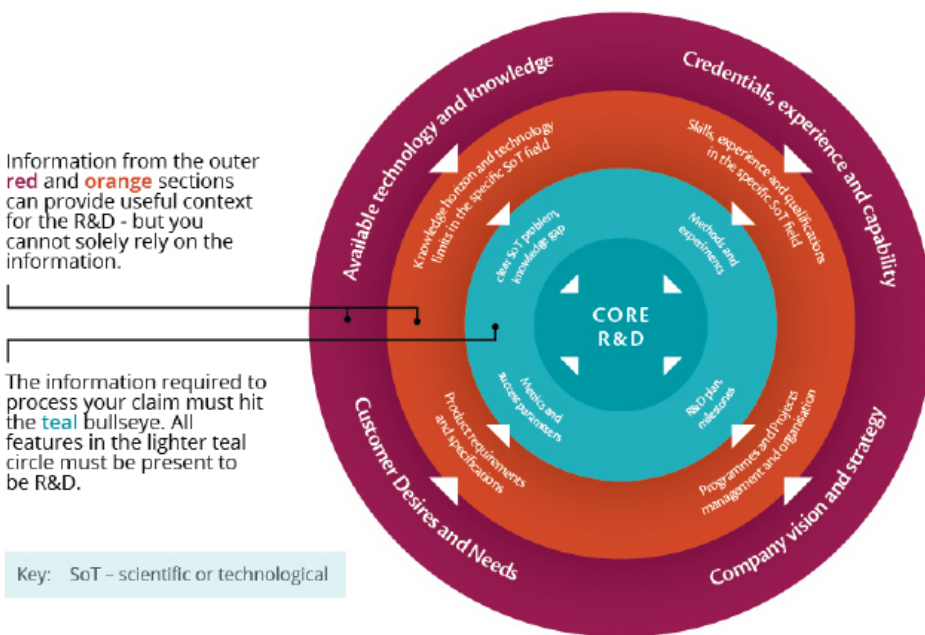 Information from the outer
red and orange sections
can provide useful context
for the R&D - but you
cannot solely rely on the
information.
The information required to
process your claim must hit
the teal bullseye. All
features in the lighter teal
circle must be present to
be R&D.
Key: SoT – scientific or technological
Available technology and knowledge
Credentials, experience and capability
Customer Desires and Needs
Company vision and strategy
Knowledge horizon and technology
limits in the specific SoT field
Skills, experience and qualifications
in the specific SoT field
Product requirements
and specifications
Programmes and Projects
management and organisation
clear SoT problem,
knowledge gap
Methods and
experiments
Metrics and
success parameters
R&D plan,
milestones
CORE
R&D